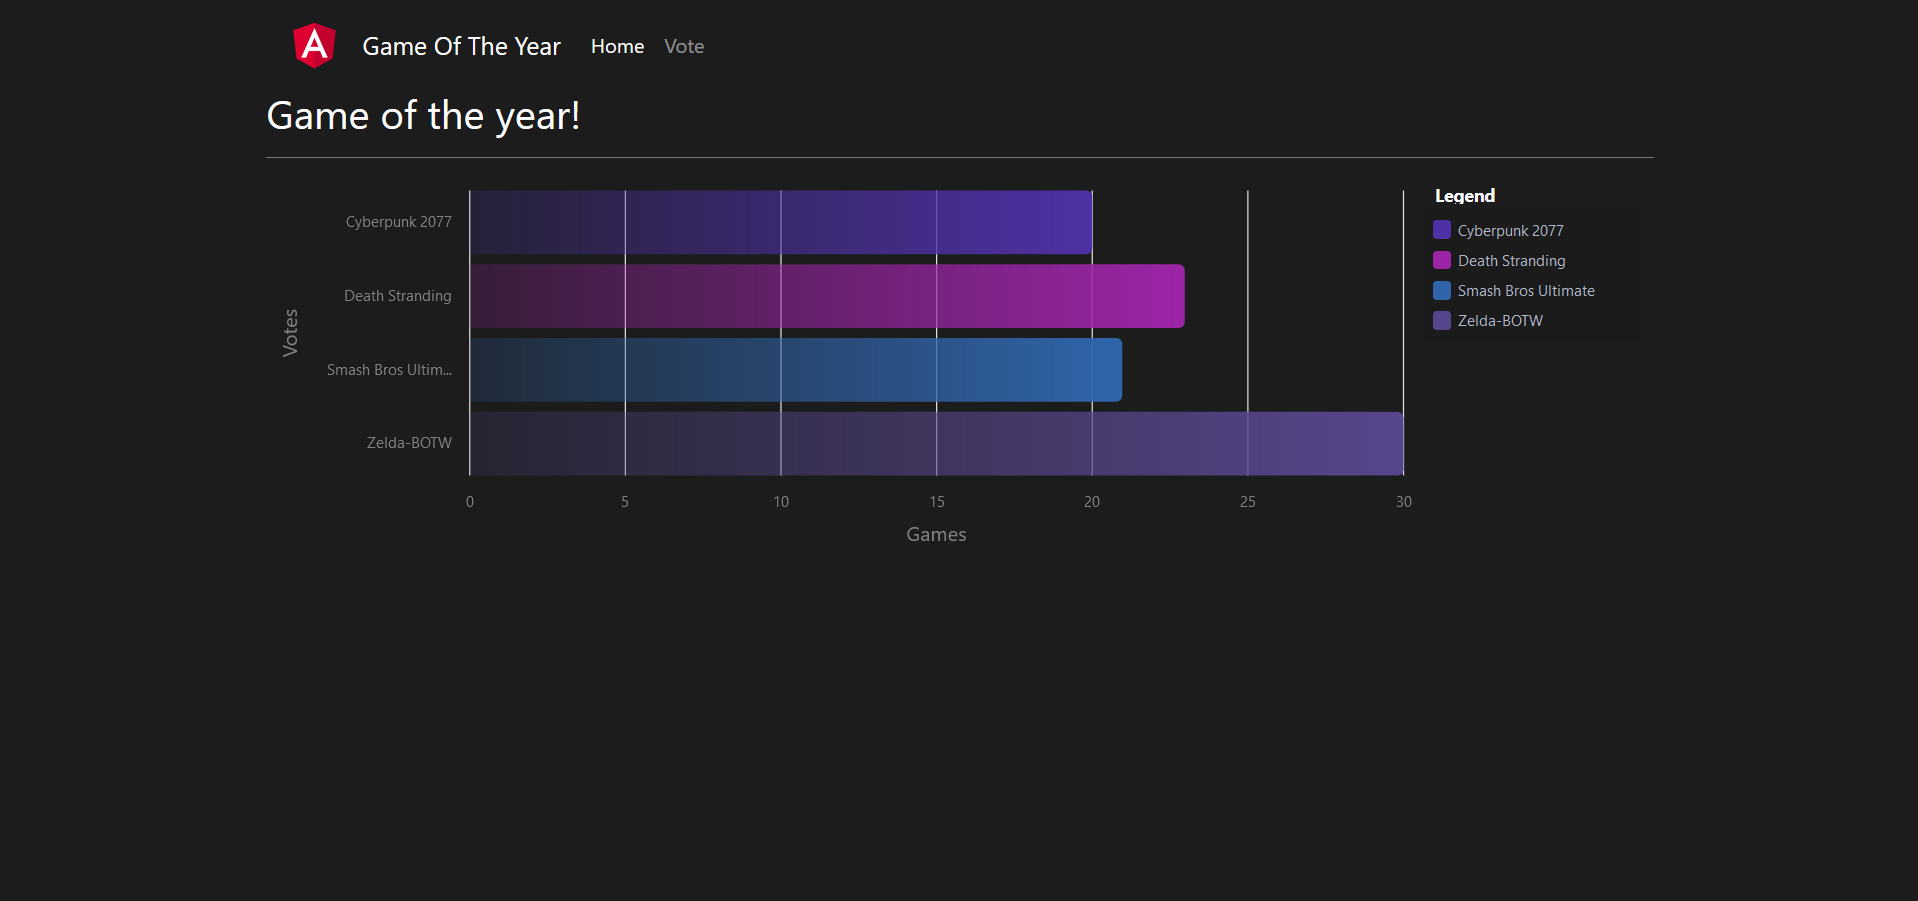 Game Of The Year Home Vote
Game of the year!
Cyberpunk 2077
Death Stranding
Smash Bros Ultim...
Zelda-BOTW
Votes
0 5 10 15 20 25 30
Games
Legend
Cyberpunk 2077
Death Stranding
Smash Bros Ultimate
Zelda-BOTW